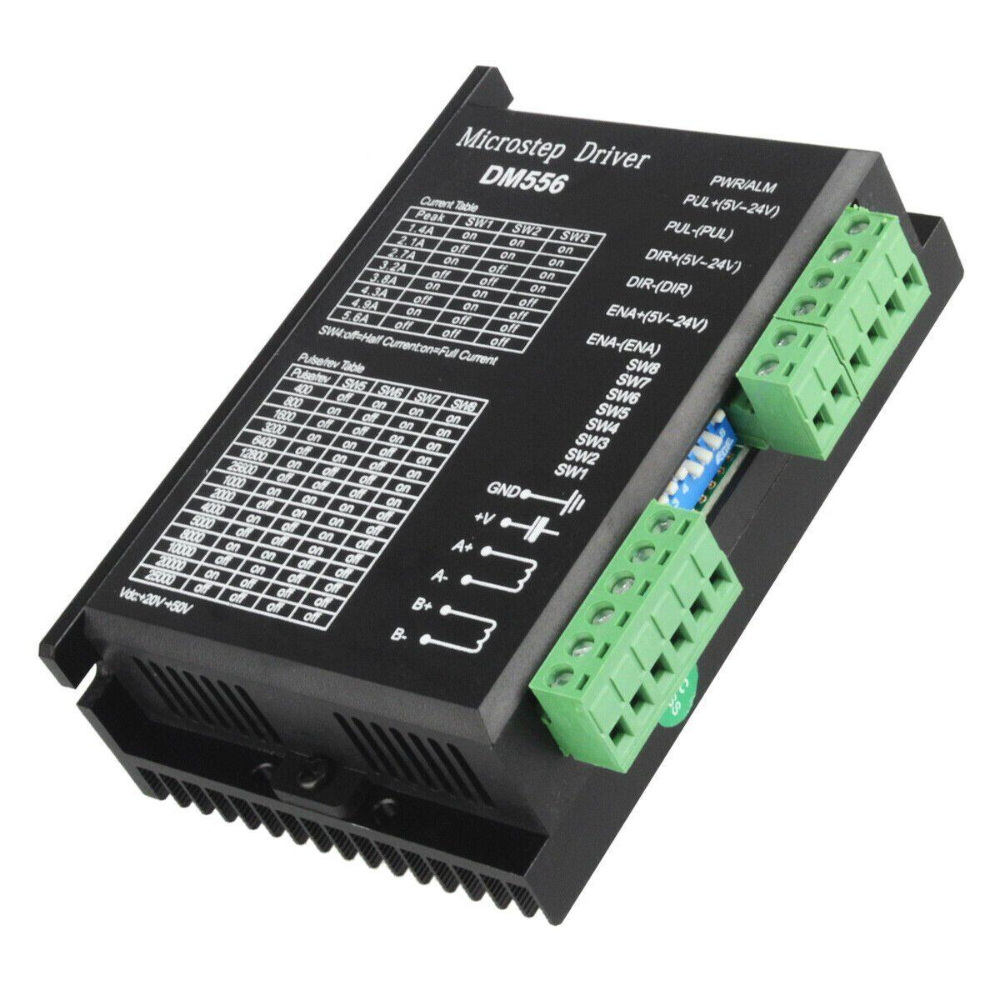 Microstep Driver
DM556
Current Table
Peak SW1 SW2 SW3
1.4A on on on
2.1A off on on
2.7A on off on
3.2A off off on
3.8A on on off
4.3A off on off
4.9A on off off
5.6A off off off
SW4:off=Half Current:on=Full Current
Pulse/rev Table
Pulse/rev SW5 SW6 SW7 SW8
400 off on on on
800 on off on on
1600 off off on on
3200 on on off on
6400 off on off on
12800 on off off on
25600 off off off on
1000 on on on off
2000 off on on off
4000 on off on off
5000 off off on off
8000 on on off off
10000 off on off off
20000 on off off off
25000 off off off off
Vdc:+20V~+50V
PWR/ALM
PUL+(5V~24V)
PUL-(PUL)
DIR+(5V~24V)
DIR-(DIR)
ENA+(5V~24V)
ENA-(ENA)
SW8
SW7
SW6
SW5
SW4
SW3
SW2
SW1
GND
+V
A+
A-
B+
B-